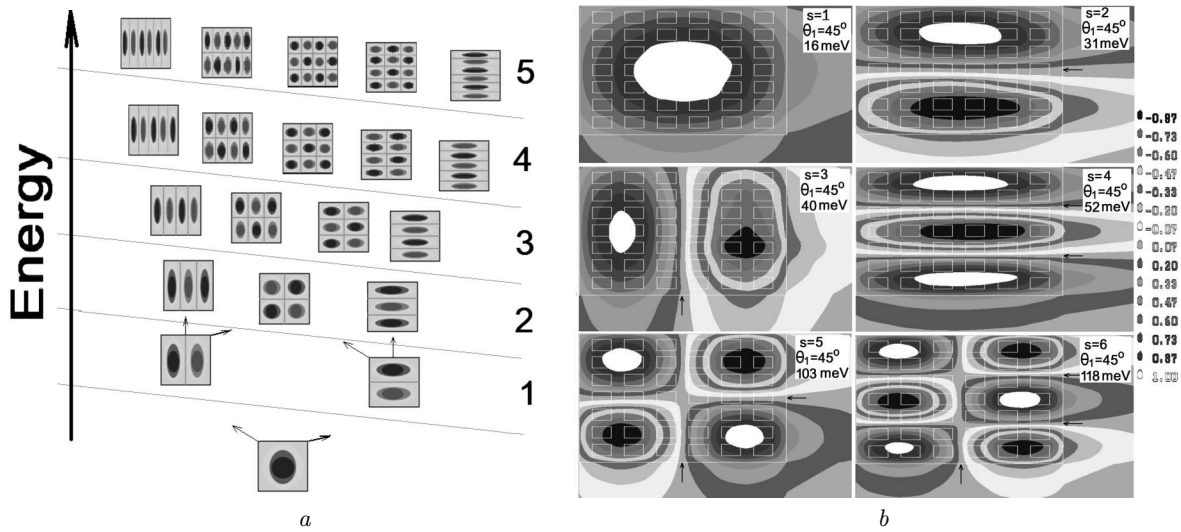 Energy
5
4
3
2
1
a
s=1
θ₁=45°
16 meV
s=2
θ₁=45°
31 meV
s=3
θ₁=45°
40 meV
s=4
θ₁=45°
52 meV
s=5
θ₁=45°
103 meV
s=6
θ₁=45°
118 meV
-0.87
-0.73
-0.60
-0.47
-0.33
-0.20
-0.07
0.07
0.20
0.33
0.47
0.60
0.73
0.87
1.00
b